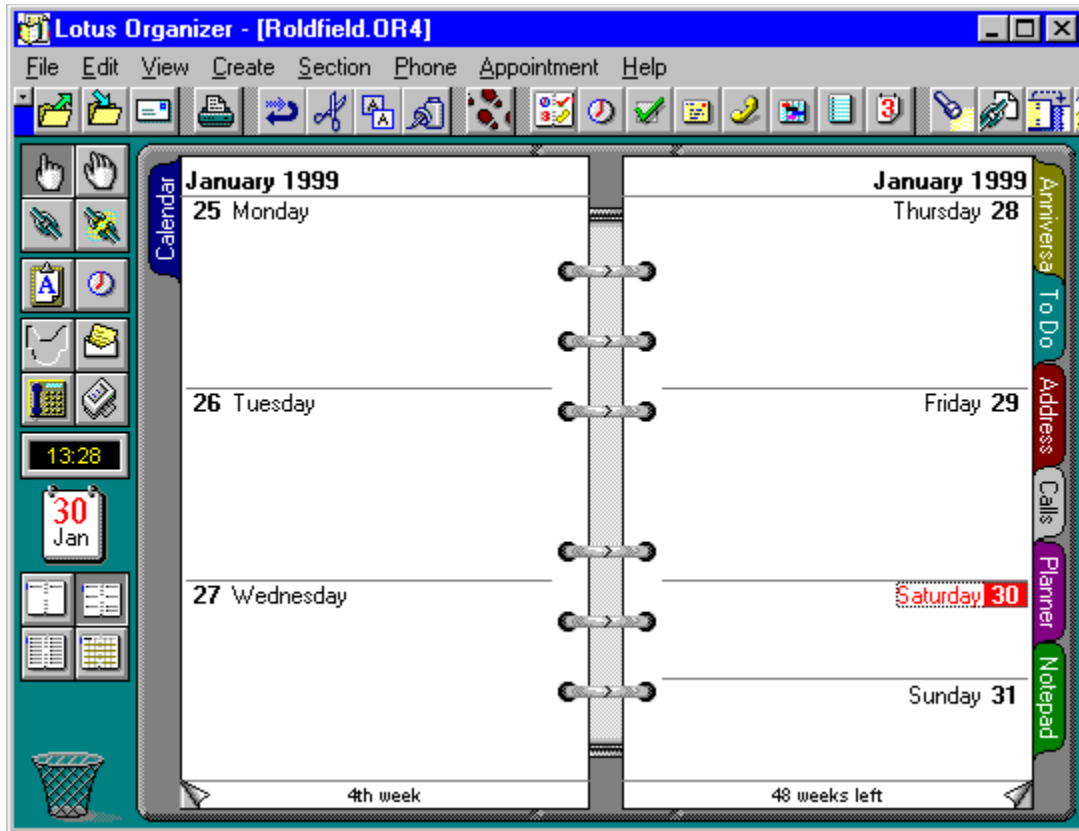 Lotus Organizer - [Roldfield.OR4]
File Edit View Create Section Phone Appointment Help
3
Calendar
January 1999
25 Monday
26 Tuesday
27 Wednesday
4th week
January 1999
Thursday 28
Friday 29
Saturday 30
Sunday 31
48 weeks left
Anniversa
To Do
Address
Calls
Planner
Notepad
A
13:28
30
Jan